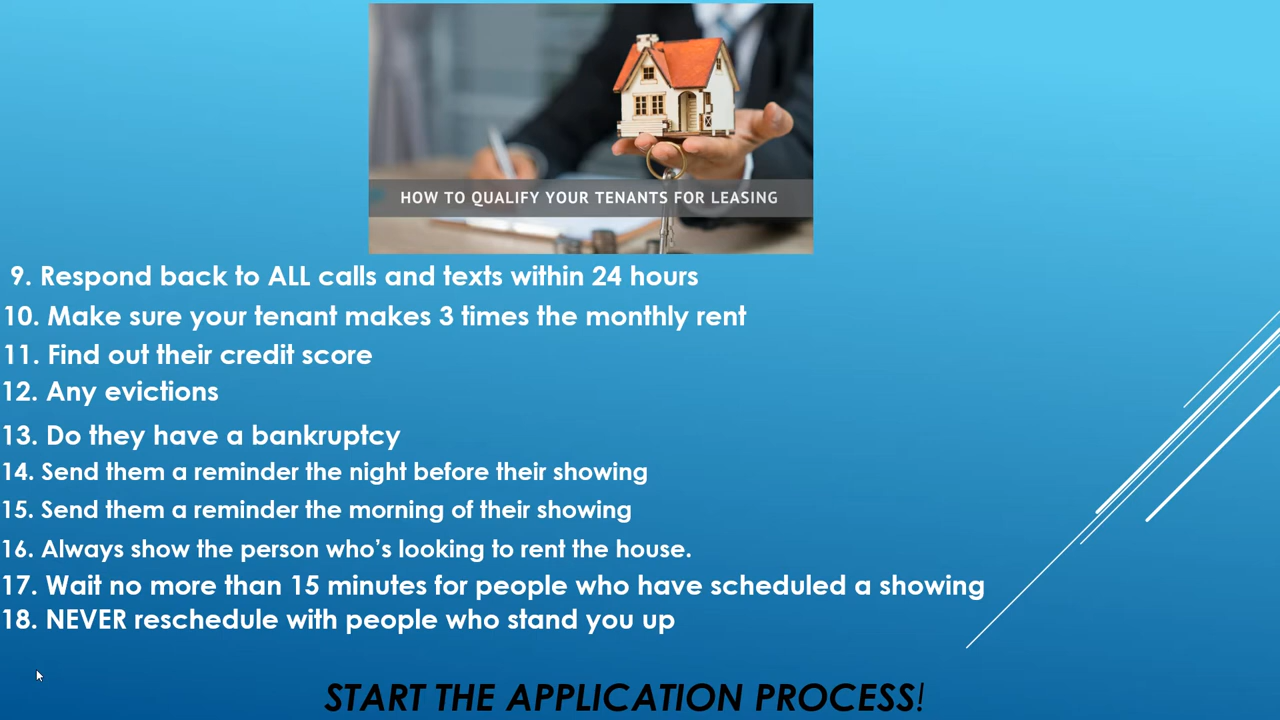 HOW TO QUALIFY YOUR TENANTS FOR LEASING
9. Respond back to ALL calls and texts within 24 hours
10. Make sure your tenant makes 3 times the monthly rent
11. Find out their credit score
12. Any evictions
13. Do they have a bankruptcy
14. Send them a reminder the night before their showing
15. Send them a reminder the morning of their showing
16. Always show the person who’s looking to rent the house.
17. Wait no more than 15 minutes for people who have scheduled a showing
18. NEVER reschedule with people who stand you up
START THE APPLICATION PROCESS!